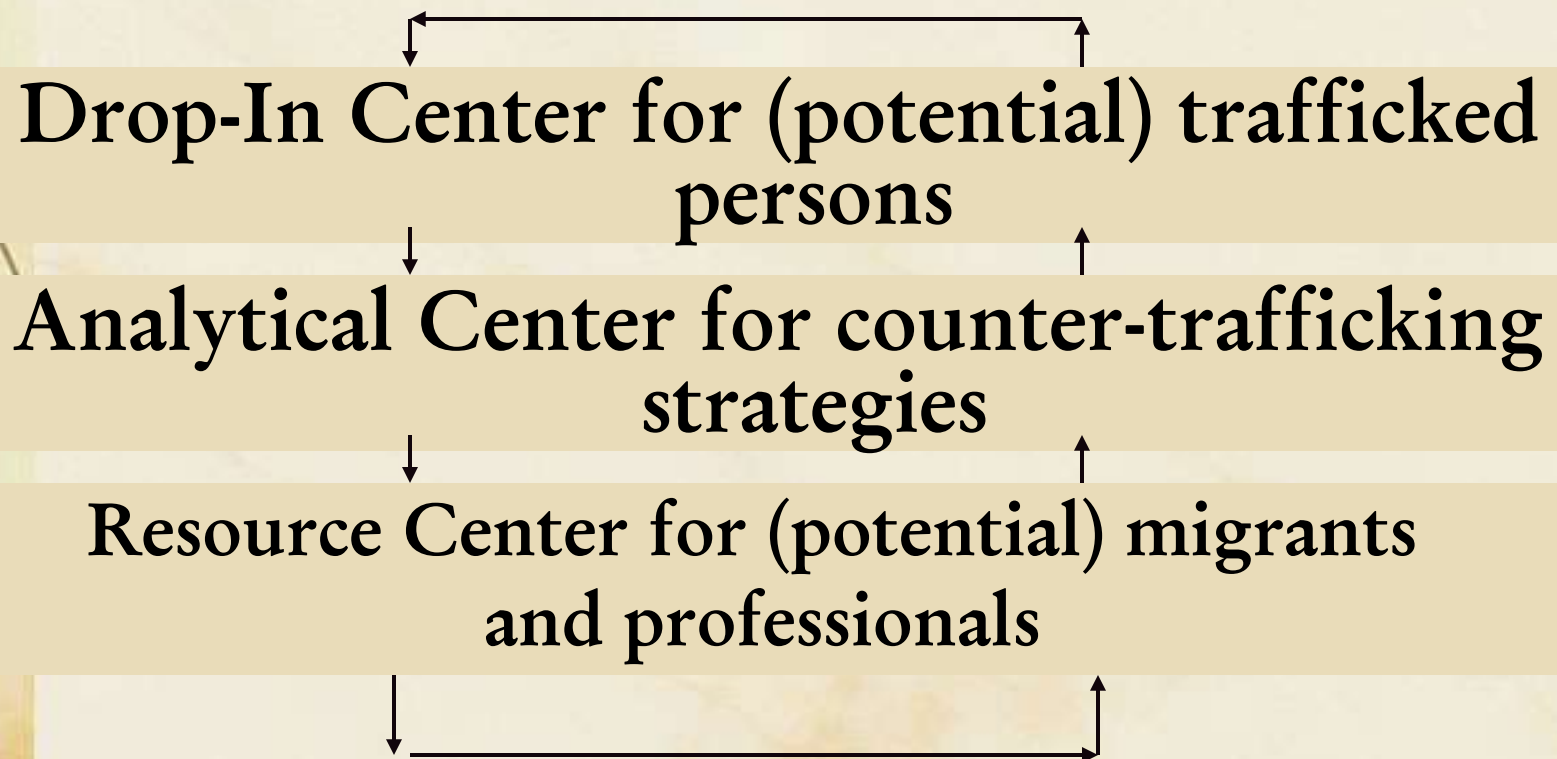 Drop-In Center for (potential) trafficked
persons
Analytical Center for counter-trafficking
strategies
Resource Center for (potential) migrants
and professionals